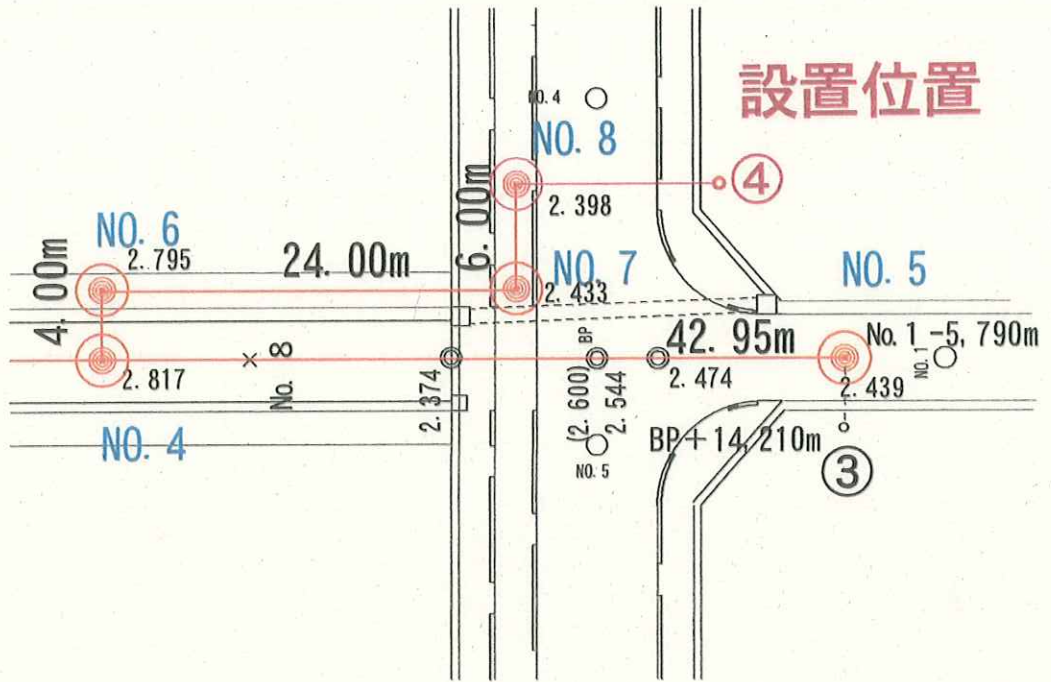 設置位置
NO. 4
NO. 8
④
2. 398
6. 00m
NO. 6
2. 795
24. 00m
4. 00m
NO. 7
2. 433
NO. 5
No. 1 -5, 790m
42. 95m
BP
NO. 1
2. 817
No. 8
2. 374
(2. 600)
2. 544
2. 474
2. 439
NO. 4
NO. 5
BP+14, 210m
③